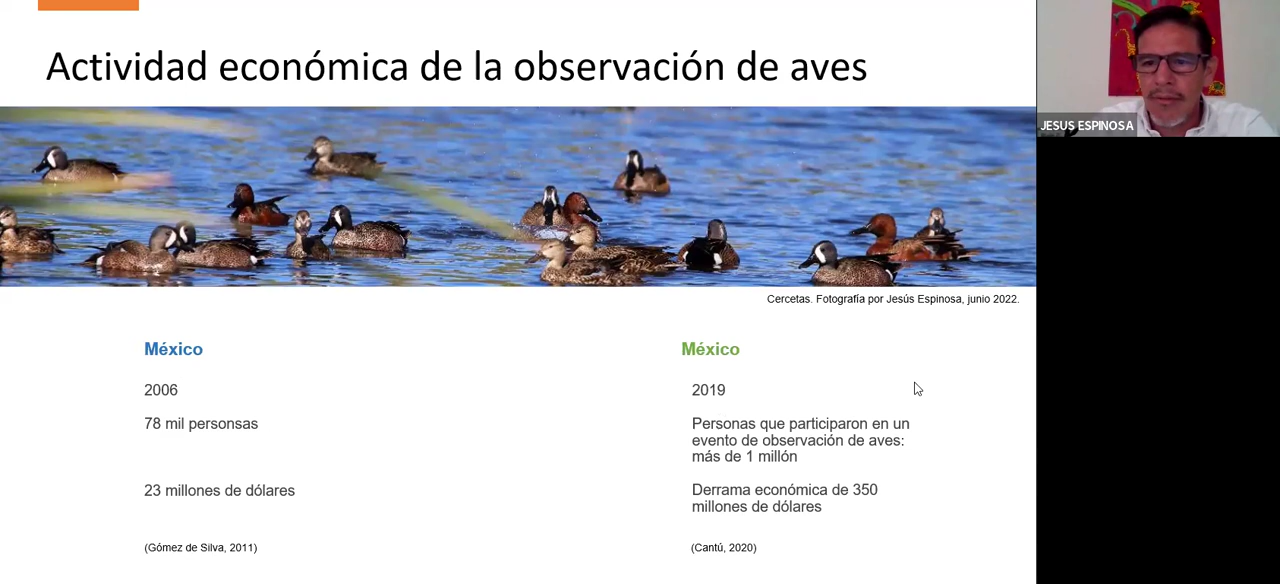 Actividad económica de la observación de aves
JESUS ESPINOSA
Cercetas. Fotografía por Jesús Espinosa, junio 2022.
México
2006
78 mil personsas
23 millones de dólares
(Gómez de Silva, 2011)
México
2019
Personas que participaron en un
evento de observación de aves:
más de 1 millón
Derrama económica de 350
millones de dólares
(Cantú, 2020)